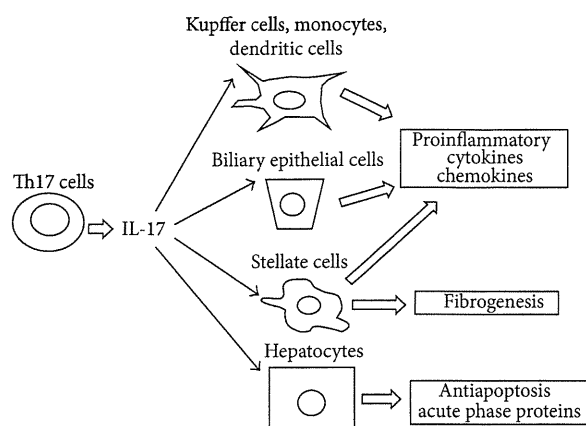 Kupffer cells, monocytes,
dendritic cells
Proinflammatory
cytokines
chemokines
Biliary epithelial cells
Th17 cells
IL-17
Stellate cells
Fibrogenesis
Hepatocytes
Antiapoptosis
acute phase proteins